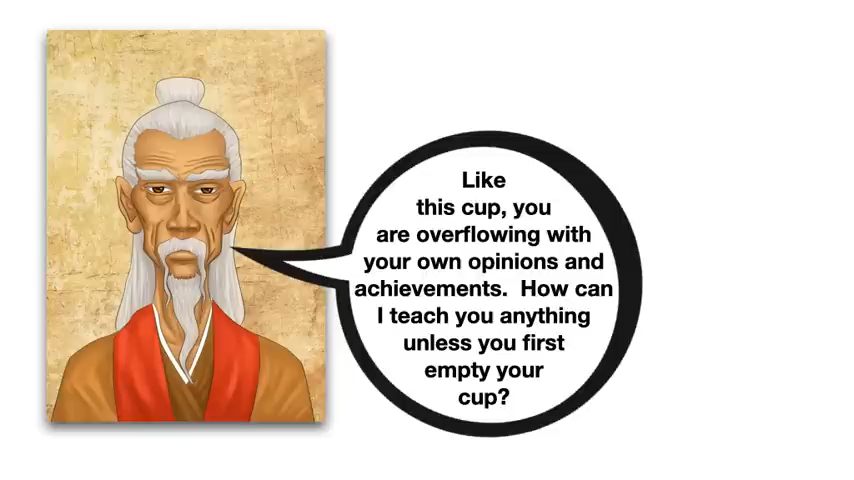 Like
this cup, you
are overflowing with
your own opinions and
achievements.  How can
I teach you anything
unless you first
empty your
cup?